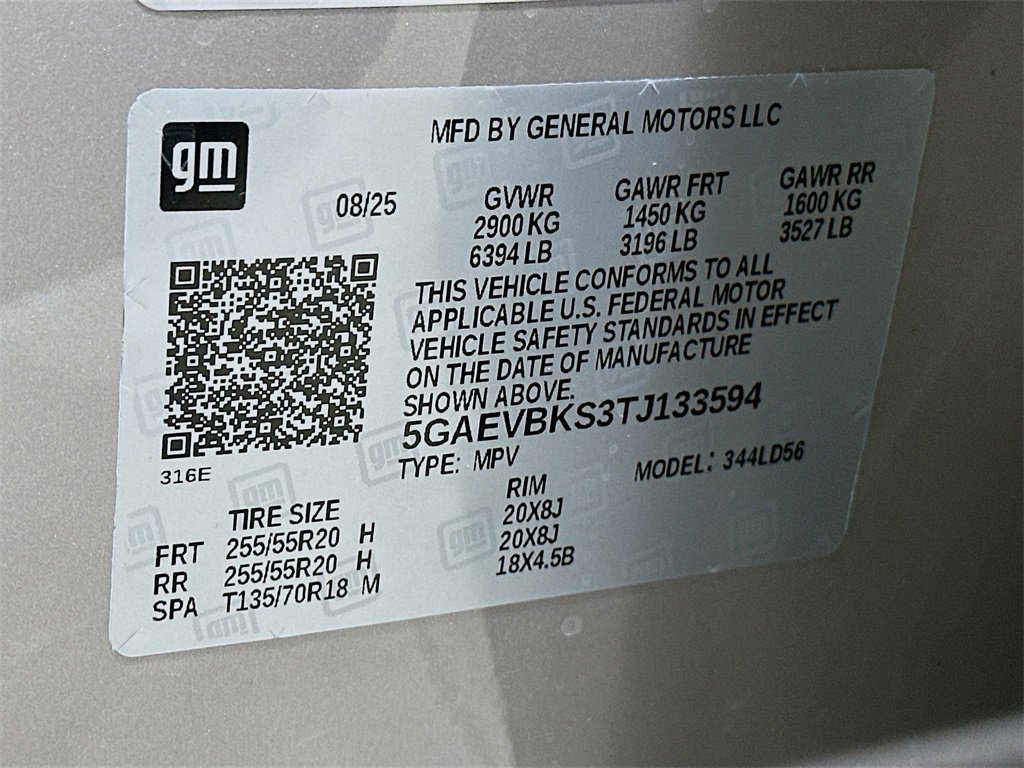 gm
MFD BY GENERAL MOTORS LLC
08/25
GVWR GAWR FRT GAWR RR
2900 KG 1450 KG 1600 KG
6394 LB 3196 LB 3527 LB
THIS VEHICLE CONFORMS TO ALL
APPLICABLE U.S. FEDERAL MOTOR
VEHICLE SAFETY STANDARDS IN EFFECT
ON THE DATE OF MANUFACTURE
SHOWN ABOVE.
5GAEVBKS3TJ133594
316E
TYPE: MPV MODEL: 344LD56
TIRE SIZE RIM
FRT 255/55R20 H 20X8J
RR 255/55R20 H 20X8J
SPA T135/70R18 M 18X4.5B